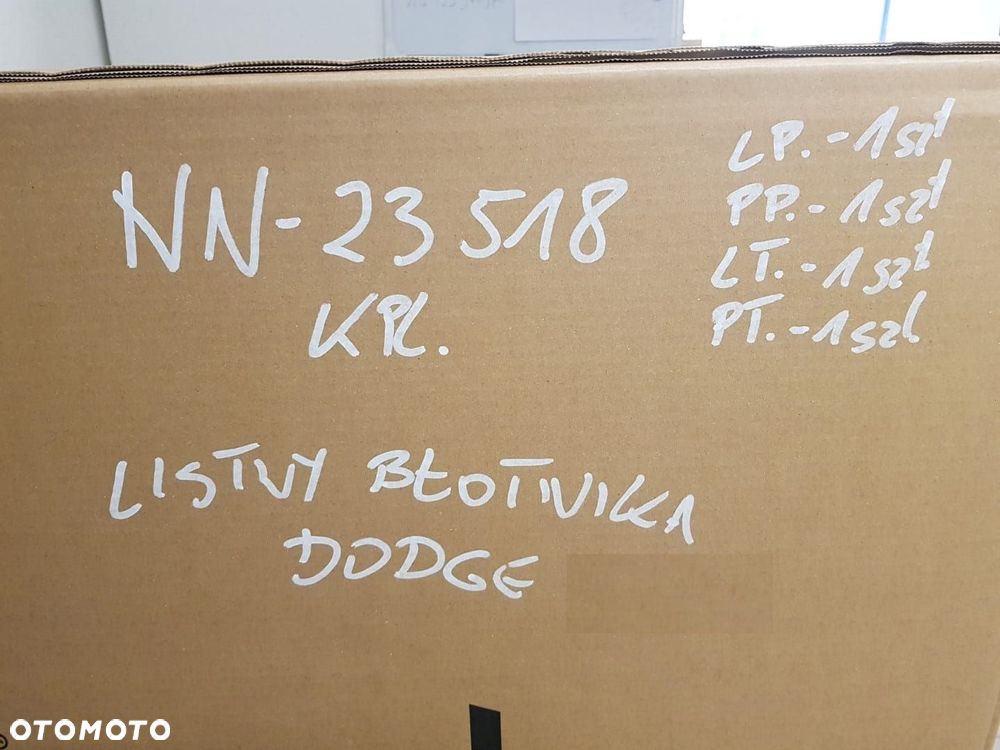 NN-23518
KPL.
LP.-1szt
PP.-1szt
LT.-1szt
PT.-1szt
LISTWY BŁOTNIKA
DODGE
OTOMOTO